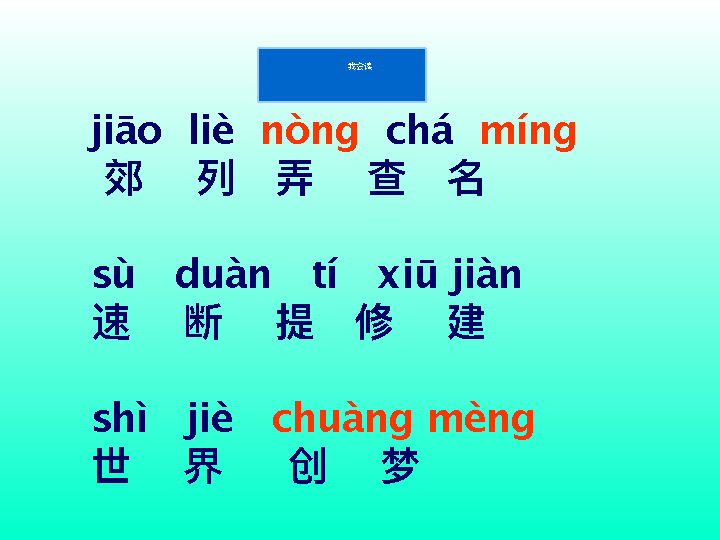 我会读
jiāo liè nòng chá míng
郊 列 弄 查 名
sù duàn tí xiū jiàn
速 断 提 修 建
shì jiè chuàng mèng
世 界 创 梦